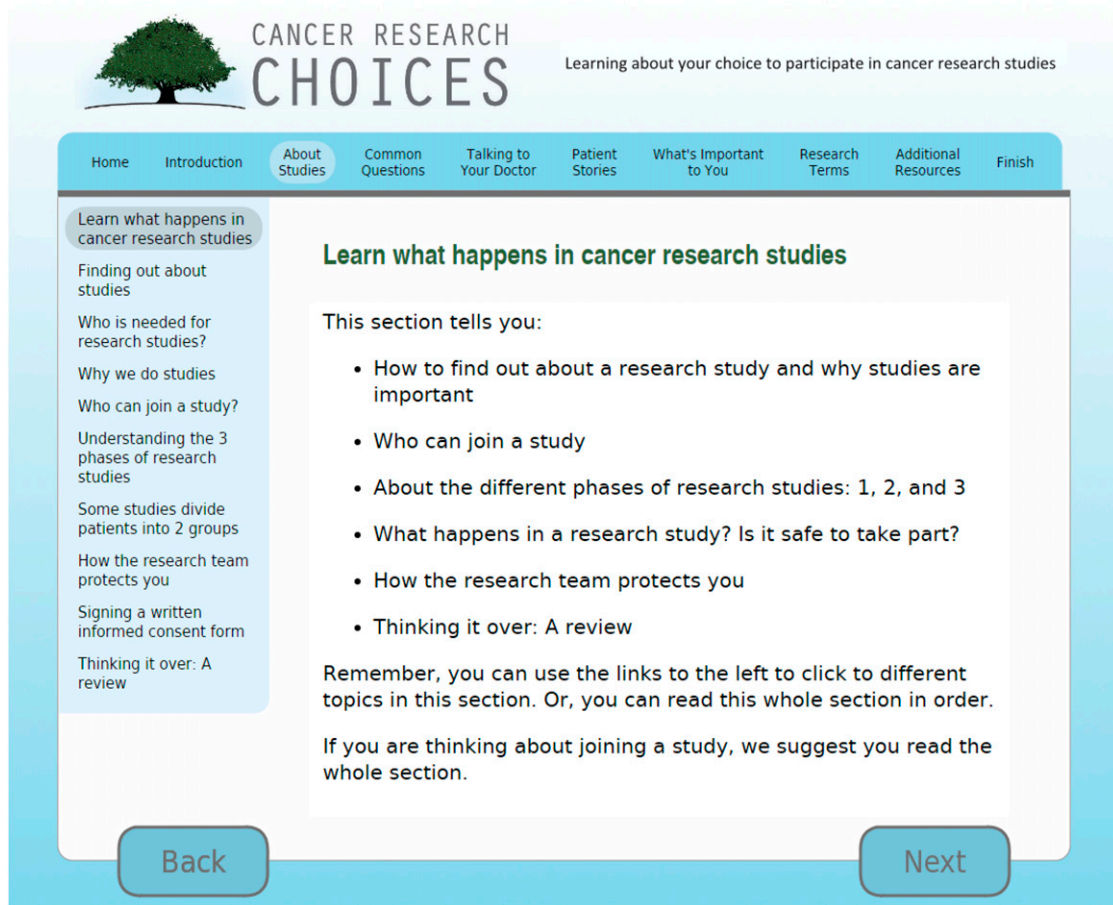 CANCER RESEARCH
CHOICES
Learning about your choice to participate in cancer research studies
Home
Introduction
About
Studies
Common
Questions
Talking to
Your Doctor
Patient
Stories
What's Important
to You
Research
Terms
Additional
Resources
Finish
Learn what happens in
cancer research studies
Finding out about
studies
Who is needed for
research studies?
Why we do studies
Who can join a study?
Understanding the 3
phases of research
studies
Some studies divide
patients into 2 groups
How the research team
protects you
Signing a written
informed consent form
Thinking it over: A
review
Learn what happens in cancer research studies
This section tells you:
• How to find out about a research study and why studies are
important
• Who can join a study
• About the different phases of research studies: 1, 2, and 3
• What happens in a research study? Is it safe to take part?
• How the research team protects you
• Thinking it over: A review
Remember, you can use the links to the left to click to different
topics in this section. Or, you can read this whole section in order.
If you are thinking about joining a study, we suggest you read the
whole section.
Back
Next